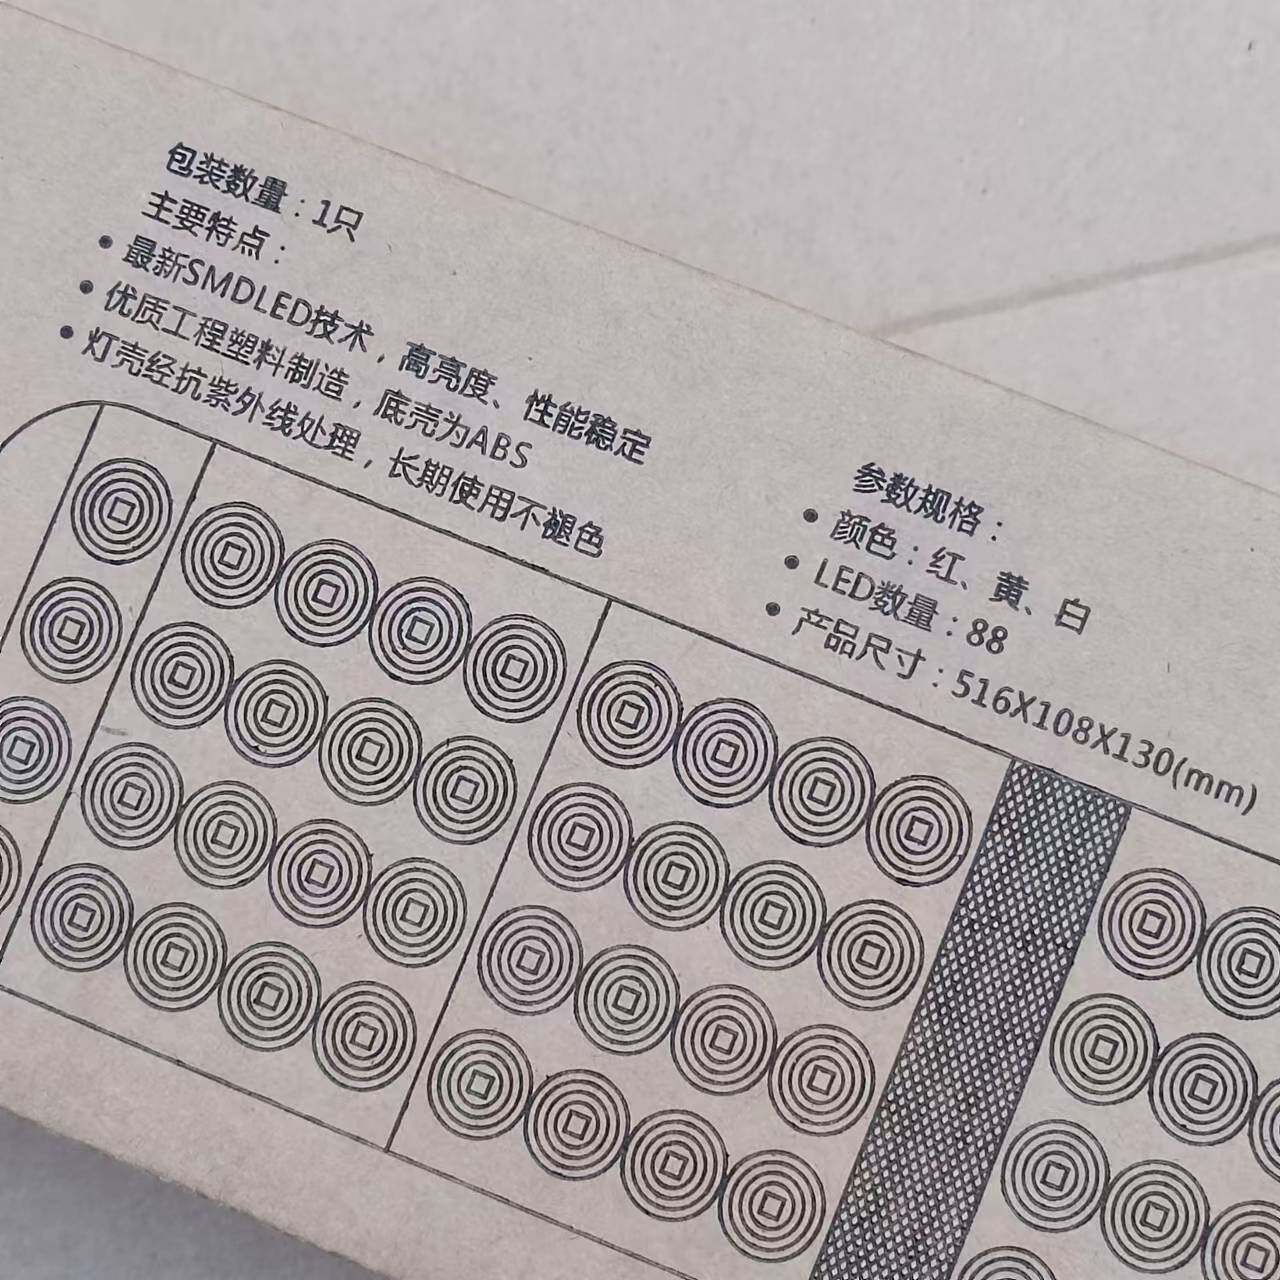 包装数量：1只
主要特点：
• 最新SMDLED技术，高亮度、性能稳定
• 优质工程塑料制造，底壳为ABS
• 灯壳经抗紫外线处理，长期使用不褪色
参数规格：
• 颜色：红、黄、白
• LED数量：88
• 产品尺寸：516X108X130(mm)